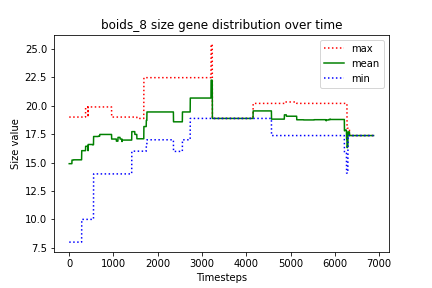 boids_8 size gene distribution over time
max
mean
min
Size value
25.0
22.5
20.0
17.5
15.0
12.5
10.0
7.5
0 1000 2000 3000 4000 5000 6000 7000
Timesteps